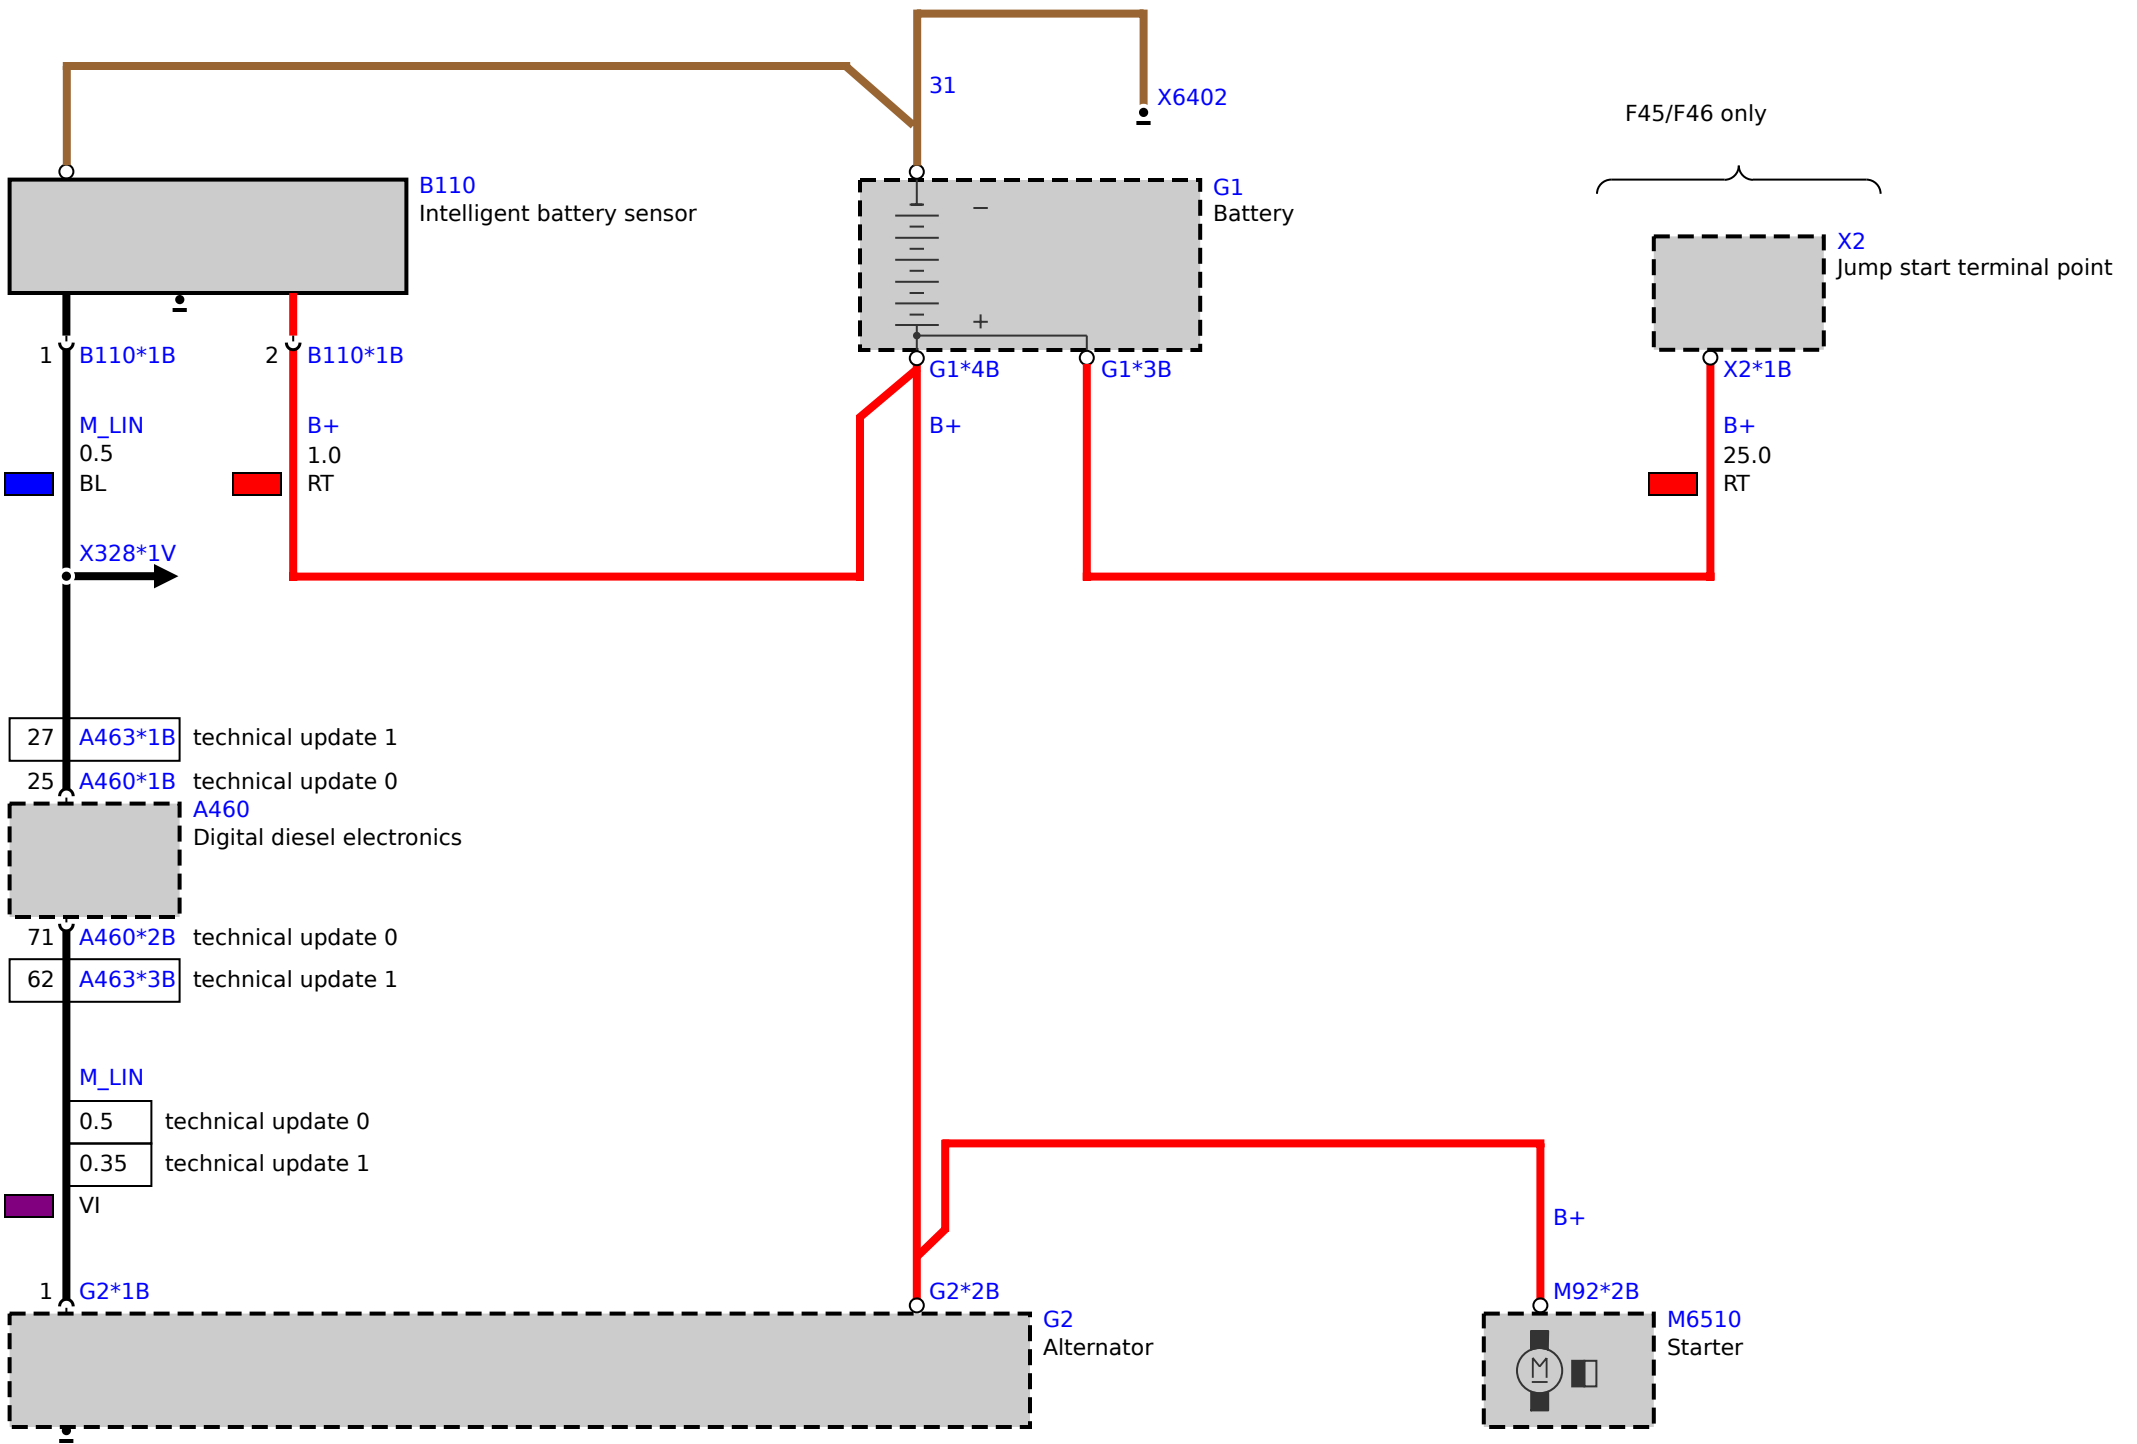 31
X6402
F45/F46 only
B110
Intelligent battery sensor
G1
Battery
−
+
X2
Jump start terminal point
1 B110*1B
2 B110*1B
G1*4B
G1*3B
X2*1B
M_LIN
0.5
BL
B+
1.0
RT
B+
B+
25.0
RT
X328*1V
27 A463*1B technical update 1
25 A460*1B technical update 0
A460
Digital diesel electronics
71 A460*2B technical update 0
62 A463*3B technical update 1
M_LIN
0.5 technical update 0
0.35 technical update 1
VI
B+
1 G2*1B
G2*2B
M92*2B
G2
Alternator
M6510
Starter
M